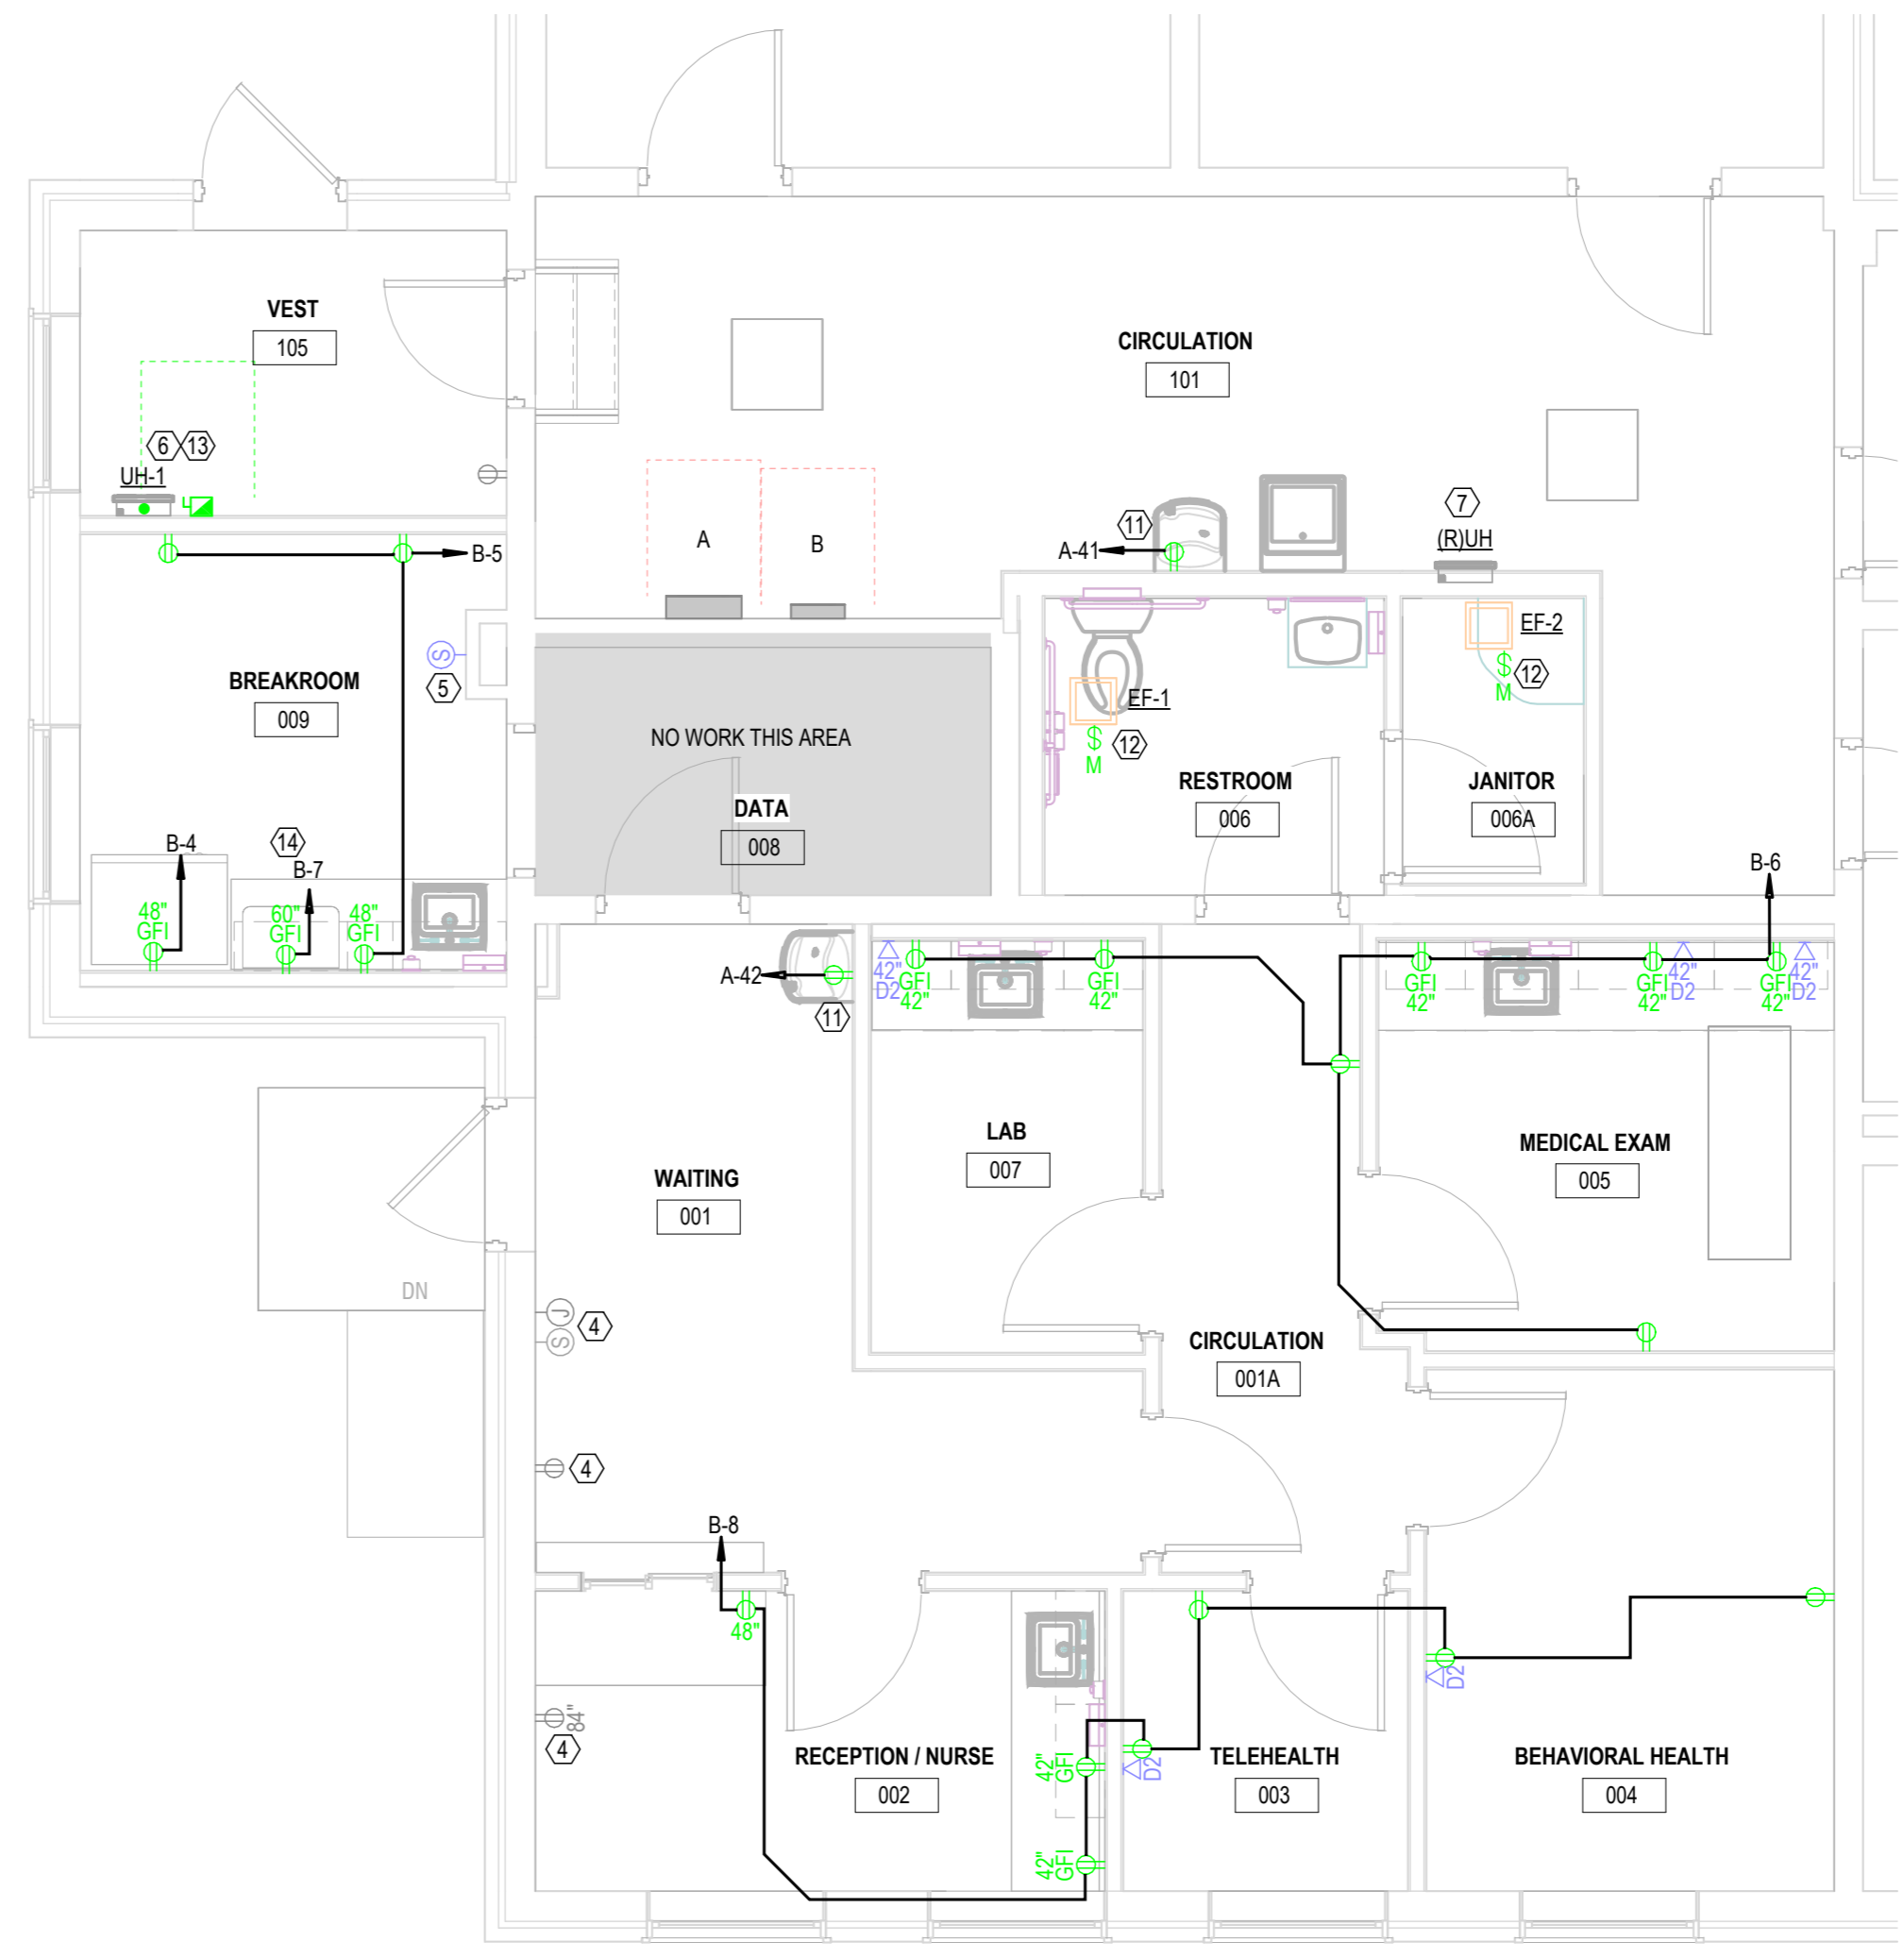 VEST
105
CIRCULATION
101
6
13
UH-1
7
(R)UH
11
A-41
A
B
B-5
S
5
BREAKROOM
009
EF-2
$
M
12
EF-1
$
M
12
NO WORK THIS AREA
DATA
008
RESTROOM
006
JANITOR
006A
B-4
14
B-7
48"
GFI
60"
GFI
48"
GFI
B-6
A-42
11
42"
D2
GFI
42"
GFI
42"
GFI
42"
GFI
42"
42"
D2
GFI
42"
42"
D2
LAB
007
MEDICAL EXAM
005
WAITING
001
DN
J
S
4
CIRCULATION
001A
4
B-8
48"
84"
4
D2
RECEPTION / NURSE
002
42"
GFI
D2
TELEHEALTH
003
BEHAVIORAL HEALTH
004
42"
GFI